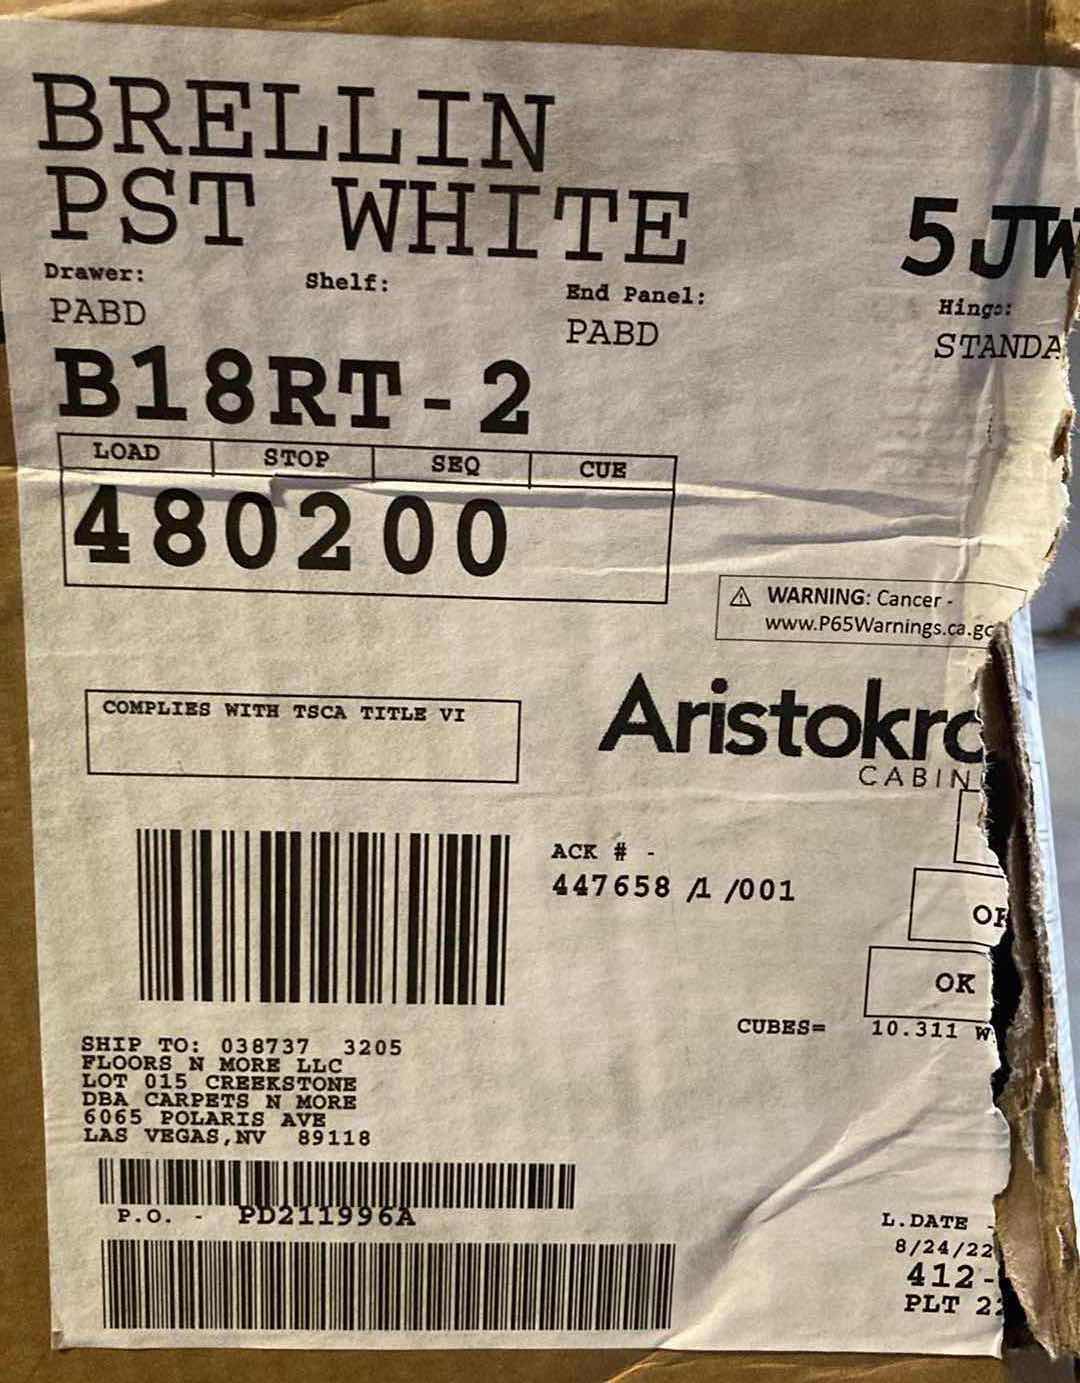 BRELLIN
PST WHITE
5JW
Drawer: Shelf: End Panel: Hinge:
PABD PABD STANDA
B18RT-2
LOAD STOP SEQ CUE
480200
WARNING: Cancer -
www.P65Warnings.ca.gc
COMPLIES WITH TSCA TITLE VI
Aristokra
CABIN
ACK # -
447658 /1 /001
OK
CUBES= 10.311 W
SHIP TO: 038737 3205
FLOORS N MORE LLC
LOT 015 CREEKSTONE
DBA CARPETS N MORE
6065 POLARIS AVE
LAS VEGAS,NV 89118
P.O. - PD211996A
L.DATE -
8/24/22
412-
PLT 22